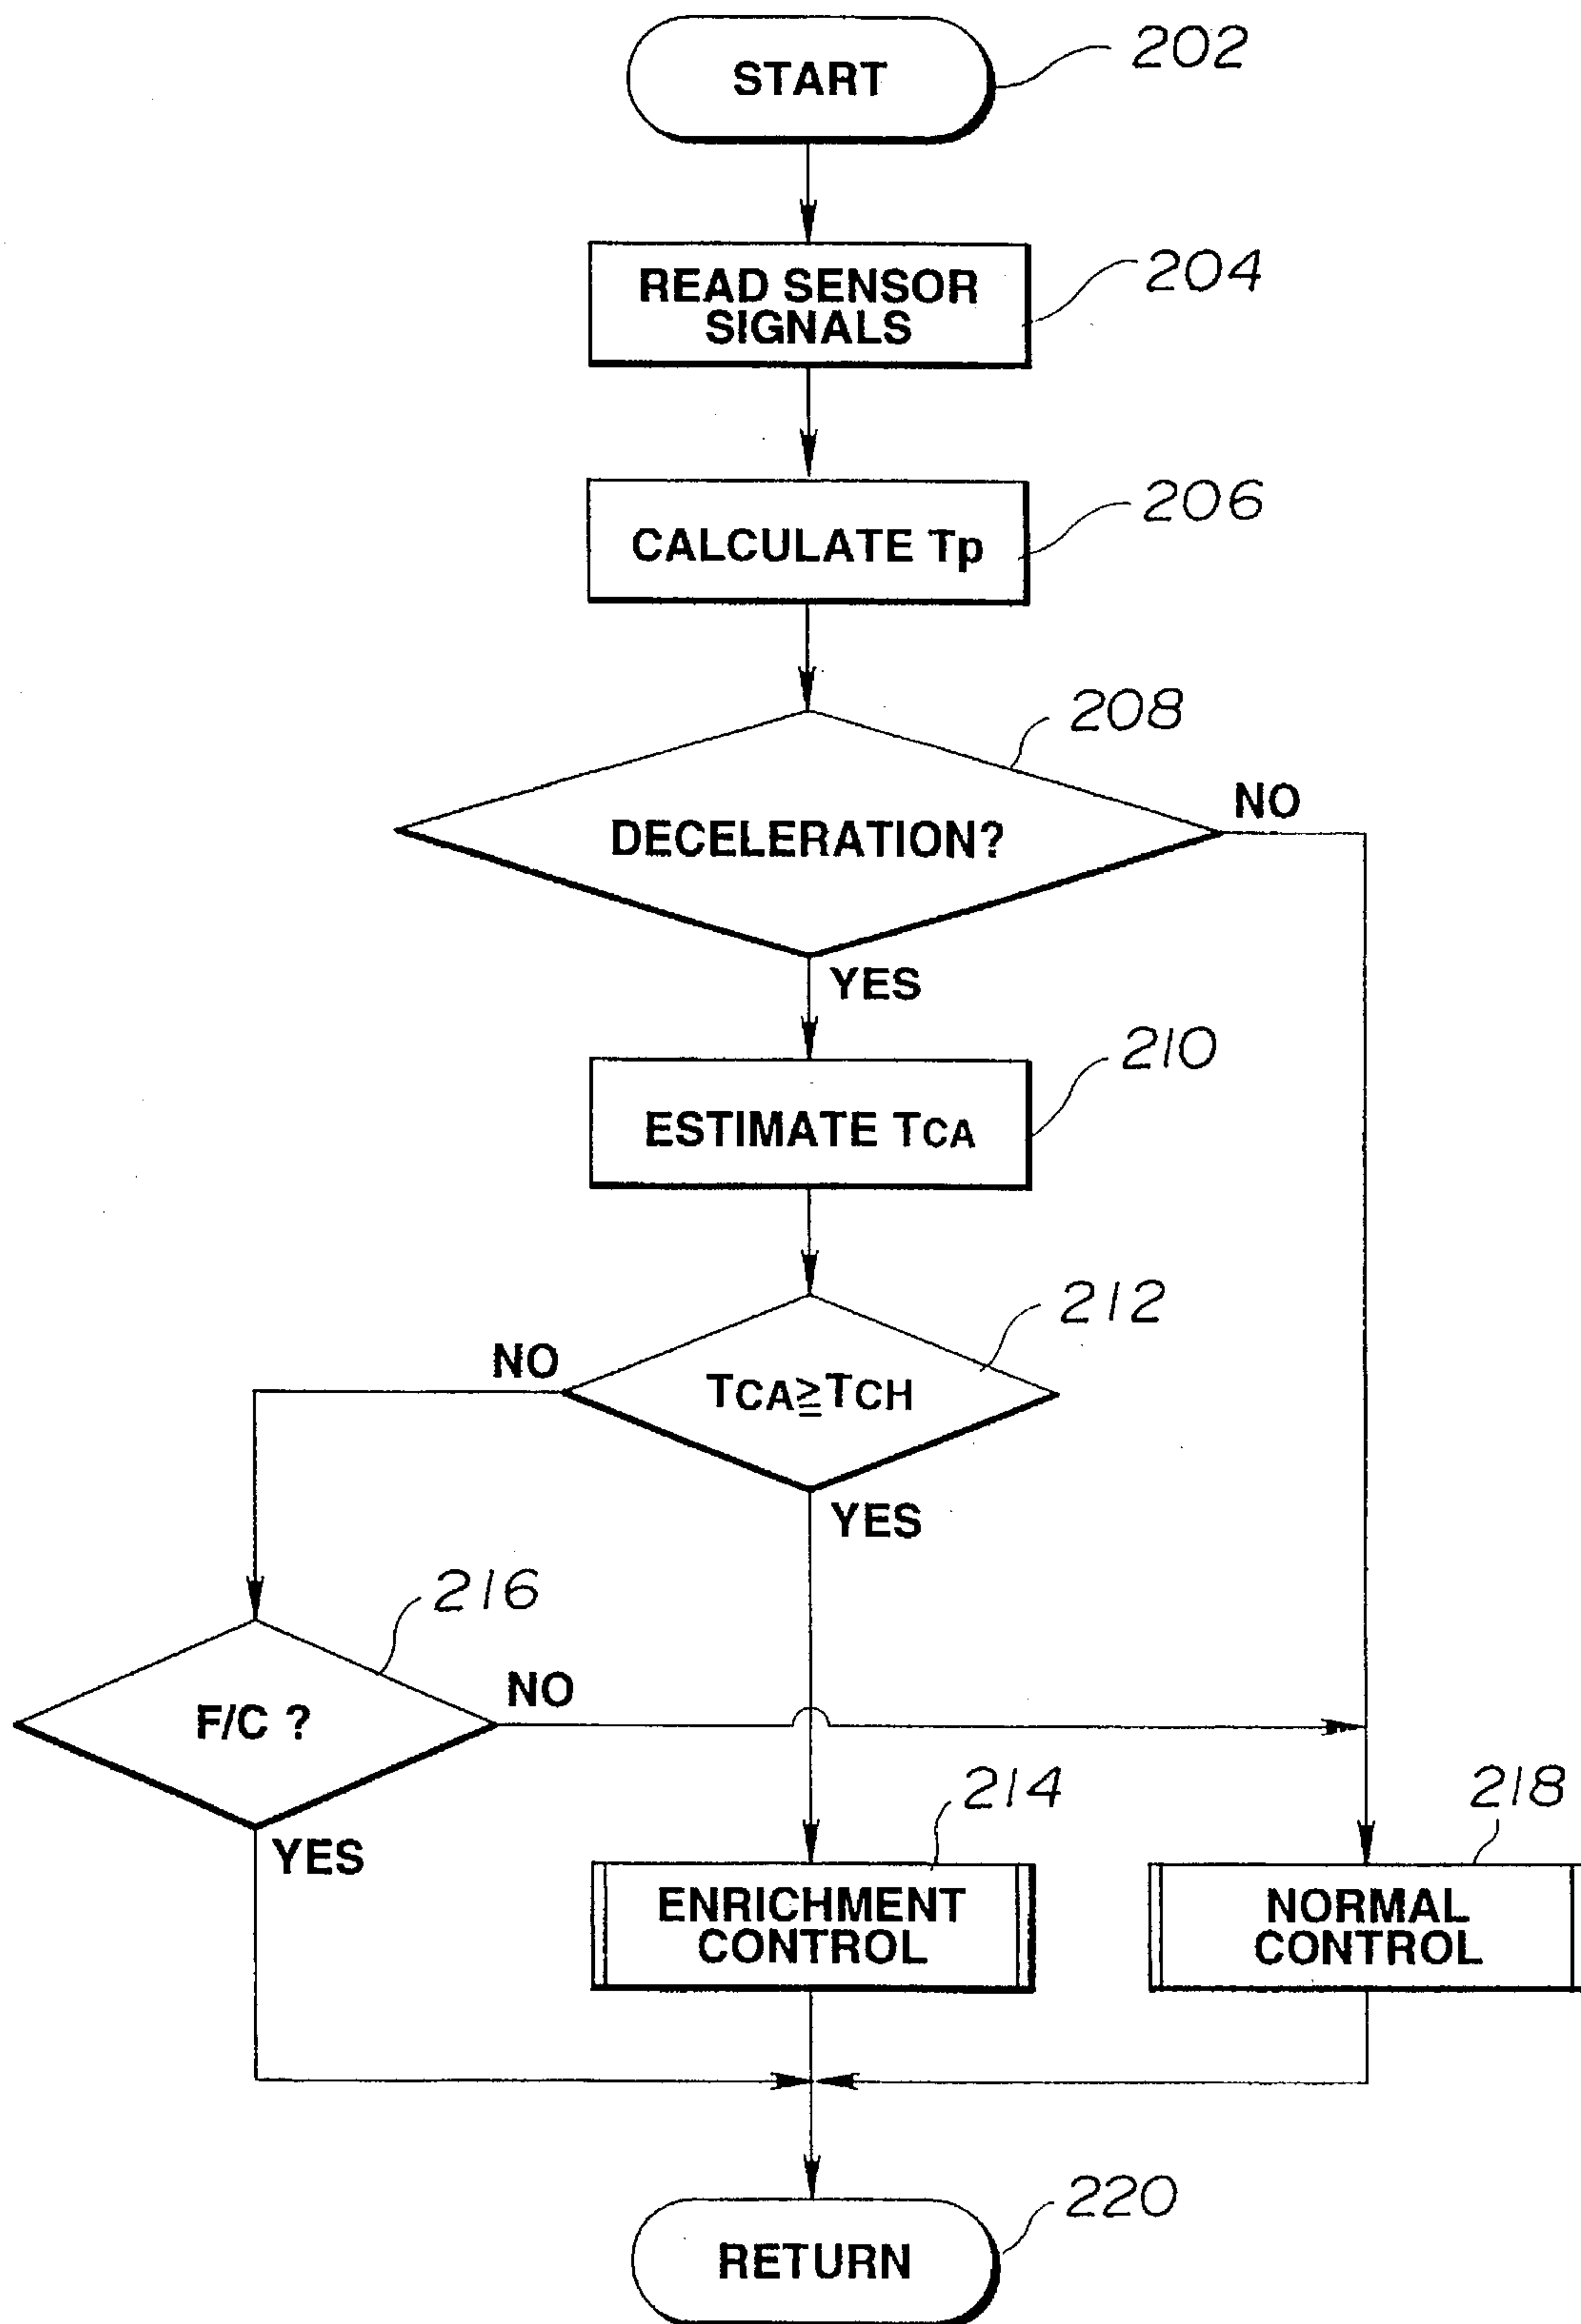 START
202
READ SENSOR
SIGNALS
204
CALCULATE Tp
206
208
DECELERATION?
NO
YES
210
ESTIMATE TCA
212
NO
TCA≧TCH
YES
216
F/C ?
NO
YES
214
ENRICHMENT
CONTROL
218
NORMAL
CONTROL
220
RETURN